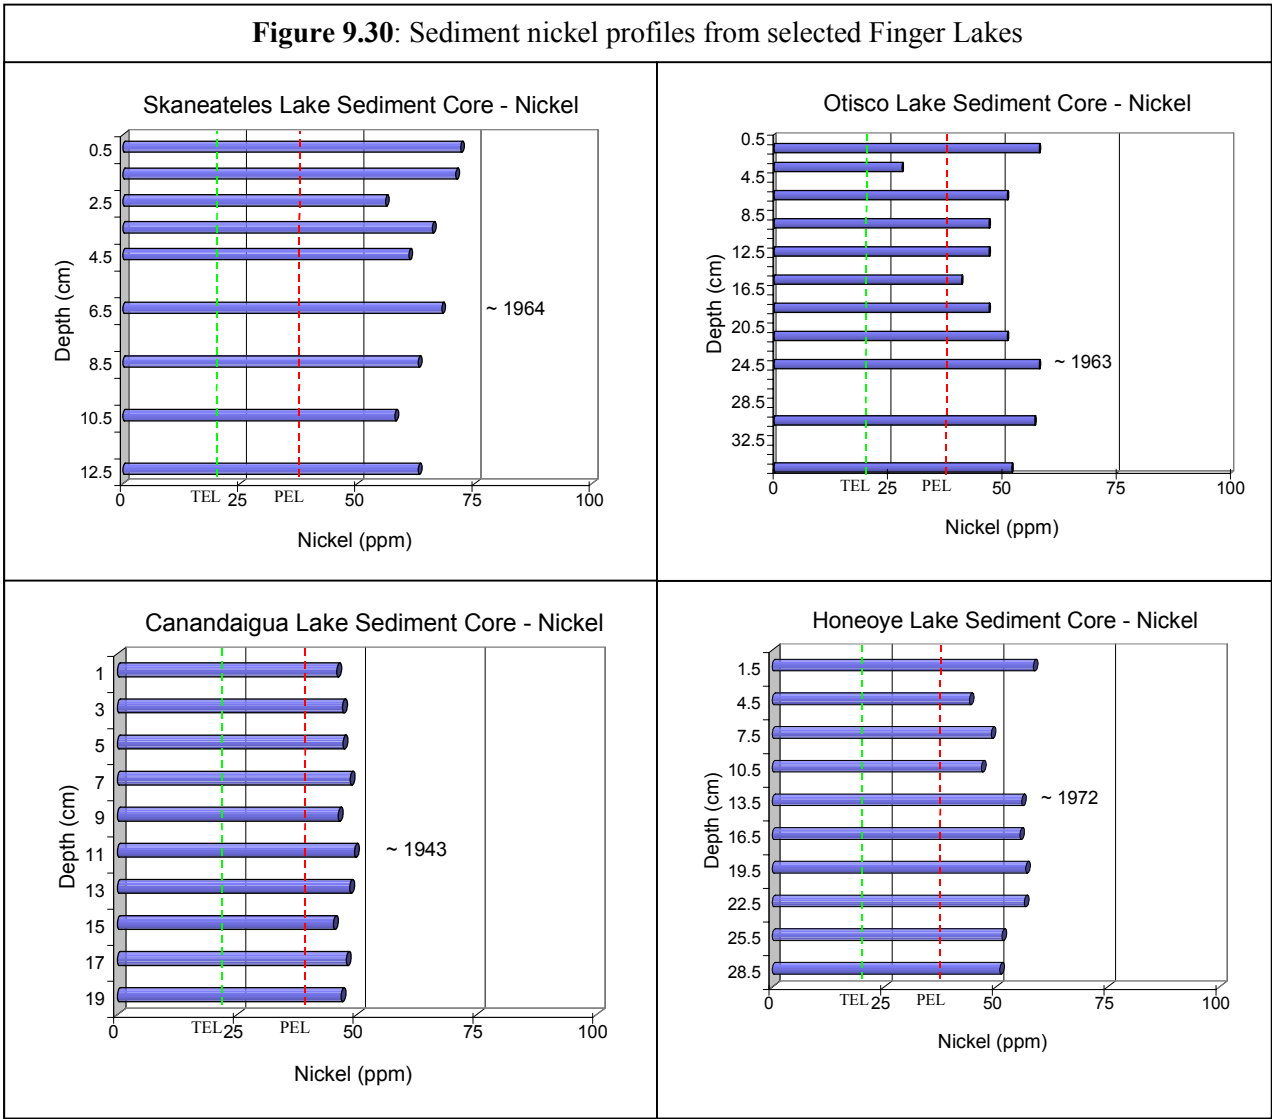 Figure 9.30: Sediment nickel profiles from selected Finger Lakes
Skaneateles Lake Sediment Core - Nickel
Depth (cm)
0.5
2.5
4.5
6.5
8.5
10.5
12.5
~ 1964
0 TEL 25 PEL 50 75 100
Nickel (ppm)
Otisco Lake Sediment Core - Nickel
Depth (cm)
0.5
4.5
8.5
12.5
16.5
20.5
24.5
28.5
32.5
~ 1963
0 TEL 25 PEL 50 75 100
Nickel (ppm)
Canandaigua Lake Sediment Core - Nickel
Depth (cm)
1
3
5
7
9
11
13
15
17
19
~ 1943
0 TEL 25 PEL 50 75 100
Nickel (ppm)
Honeoye Lake Sediment Core - Nickel
Depth (cm)
1.5
4.5
7.5
10.5
13.5
16.5
19.5
22.5
25.5
28.5
~ 1972
0 TEL 25 PEL 50 75 100
Nickel (ppm)